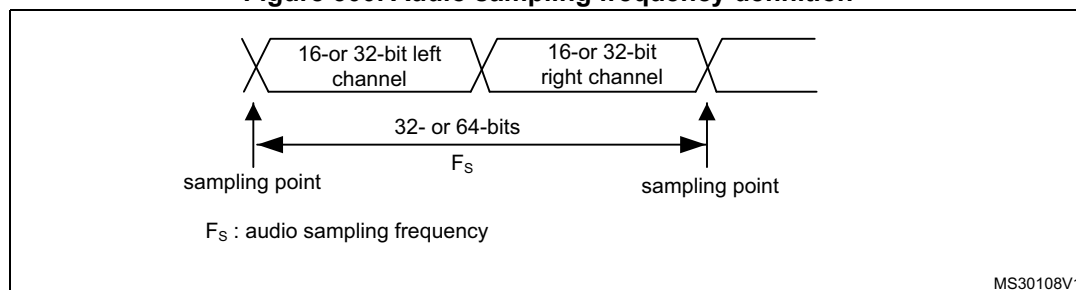 16-or 32-bit left
channel
16-or 32-bit
right channel
32- or 64-bits
FS
sampling point
sampling point
FS : audio sampling frequency
MS30108V1